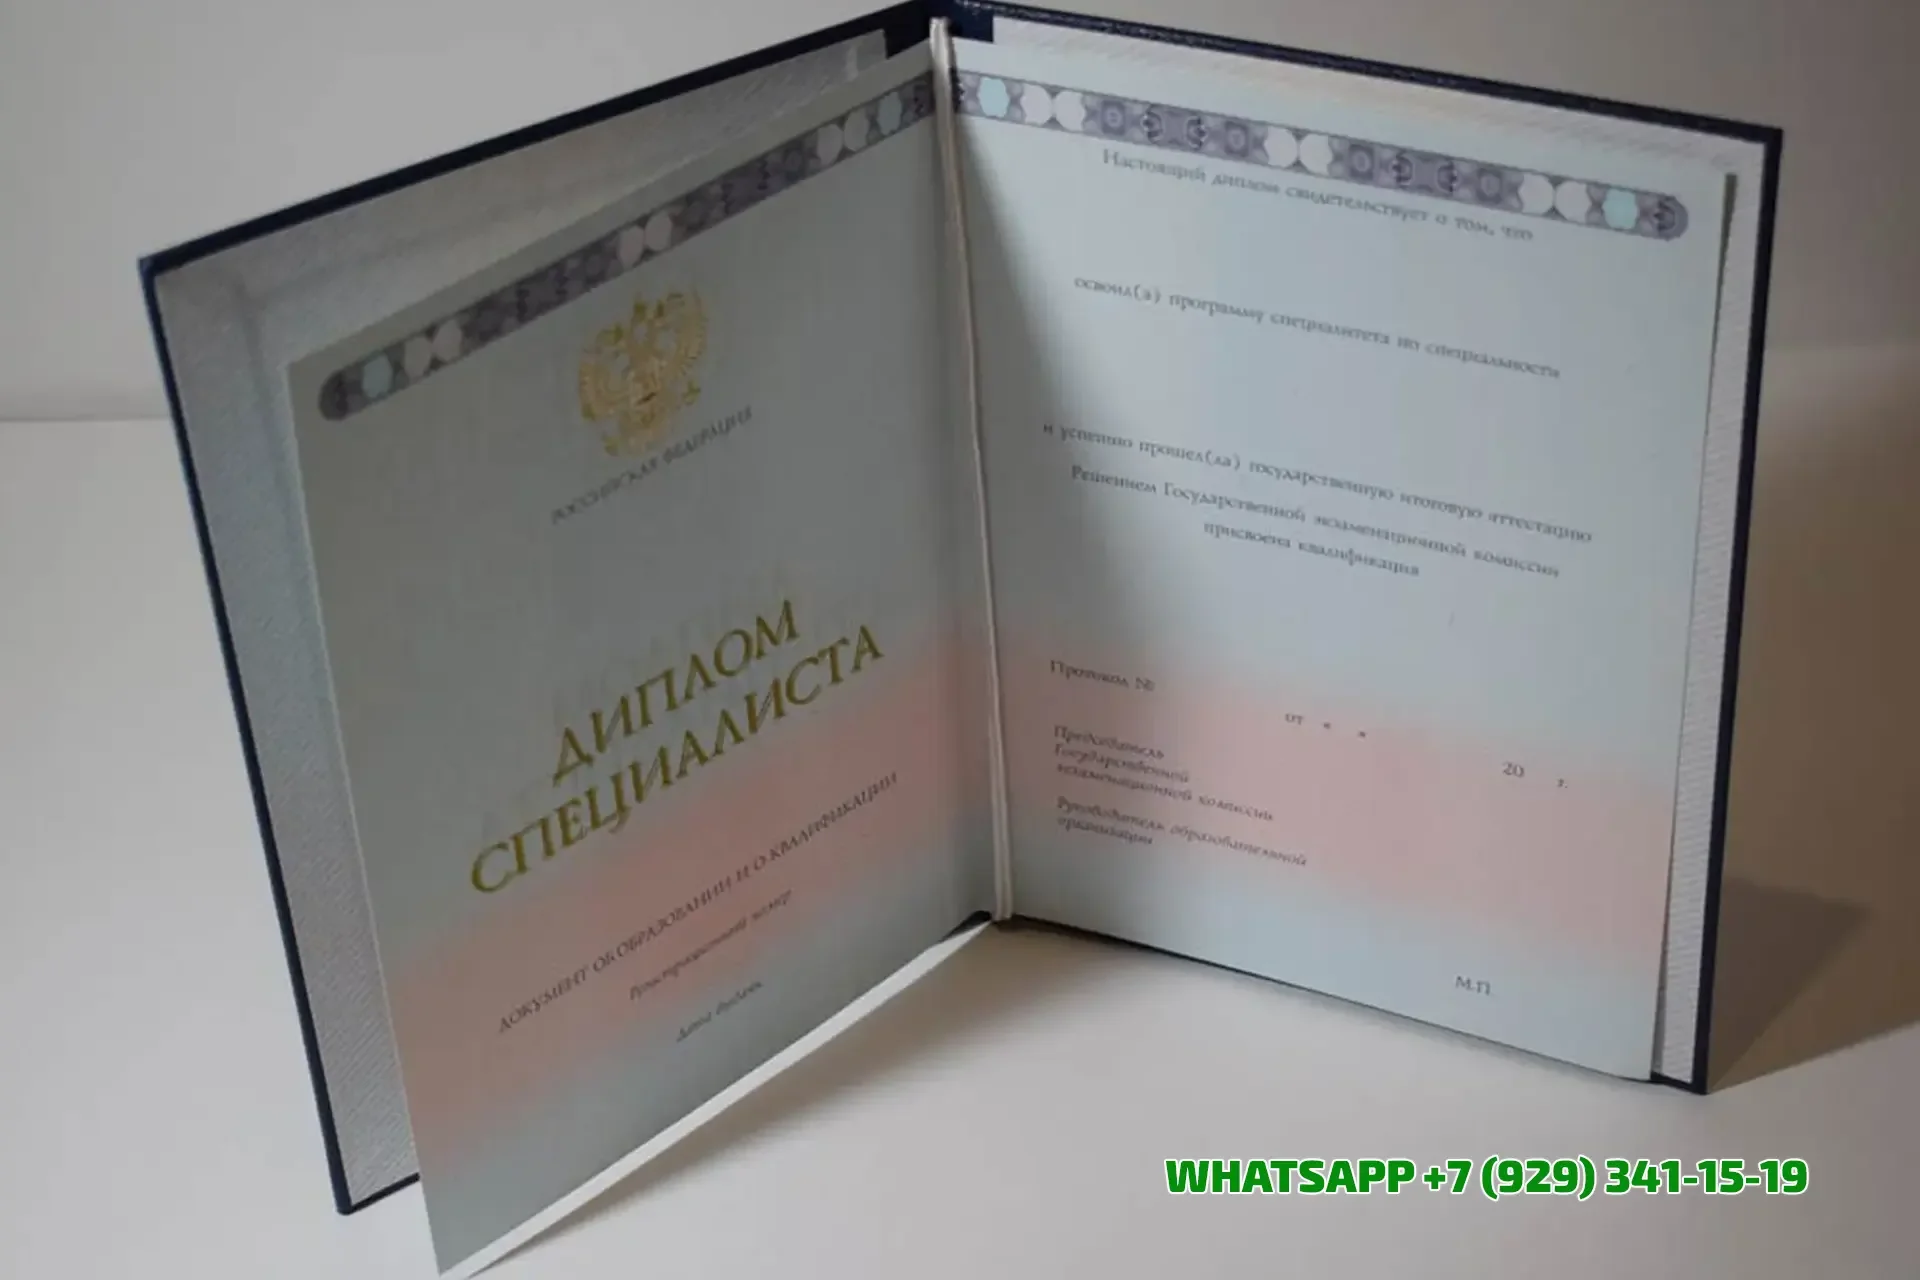 РОССИЙСКАЯ ФЕДЕРАЦИЯ
ДИПЛОМ
СПЕЦИАЛИСТА
ДОКУМЕНТ ОБ ОБРАЗОВАНИИ И О КВАЛИФИКАЦИИ
Регистрационный номер
Дата выдачи
Настоящий диплом свидетельствует о том, что
освоил(а) программу специалитета по специальности
и успешно прошел(ла) государственную итоговую аттестацию
Решением Государственной экзаменационной комиссии
присвоена квалификация
Протокол №
от « » 20 г.
Председатель
Государственной
экзаменационной комиссии
Руководитель образовательной
организации
М.П.
WHATSAPP +7 (929) 341-15-19